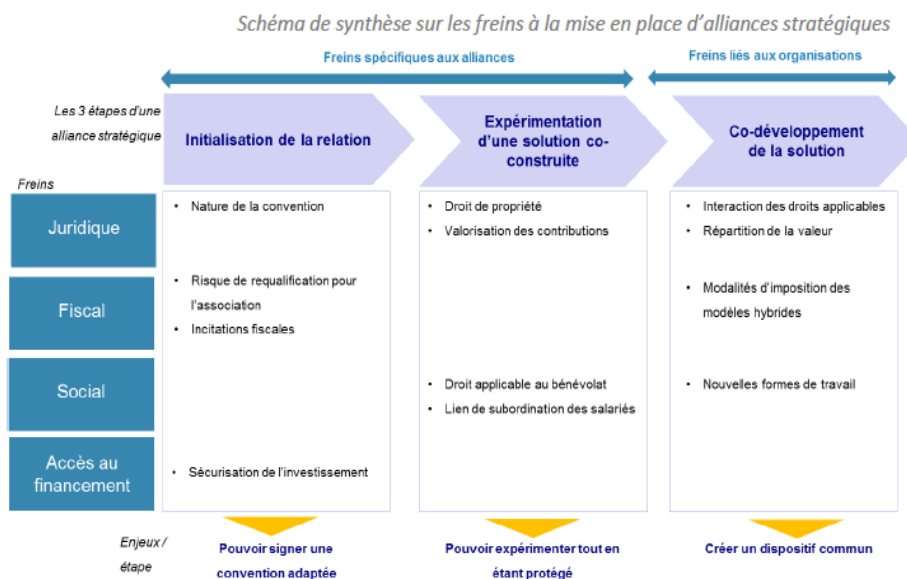 Schéma de synthèse sur les freins à la mise en place d'alliances stratégiques
Freins spécifiques aux alliances
Freins liés aux organisations
Les 3 étapes d'une
alliance stratégique
Initialisation de la relation
Expérimentation
d'une solution co-
construite
Co-développement
de la solution
Freins
Juridique
• Nature de la convention
• Droit de propriété
• Valorisation des contributions
• Interaction des droits applicables
• Répartition de la valeur
Fiscal
• Risque de requalification pour
l'association
• Incitations fiscales
• Modalités d'imposition des
modèles hybrides
Social
• Droit applicable au bénévolat
• Lien de subordination des salariés
• Nouvelles formes de travail
Accès au
financement
• Sécurisation de l'investissement
Enjeux /
étape
Pouvoir signer une
convention adaptée
Pouvoir expérimenter tout en
étant protégé
Créer un dispositif commun